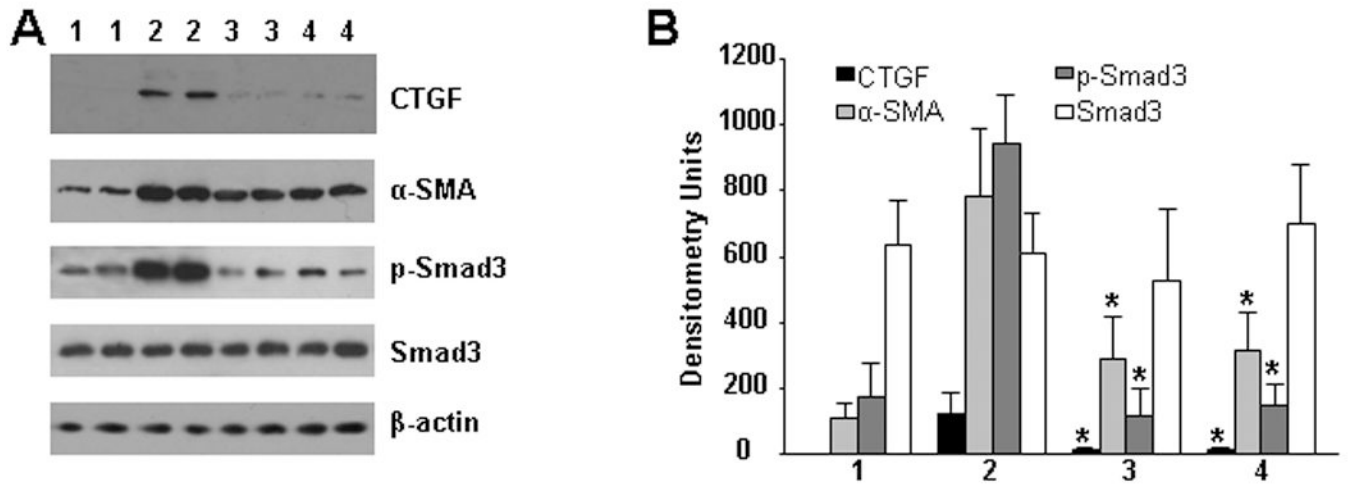 A
1 1 2 2 3 3 4 4
CTGF
α-SMA
p-Smad3
Smad3
β-actin
B
Densitometry Units
1200
1000
800
600
400
200
0
CTGF
p-Smad3
α-SMA
Smad3
* * * * * *
1 2 3 4